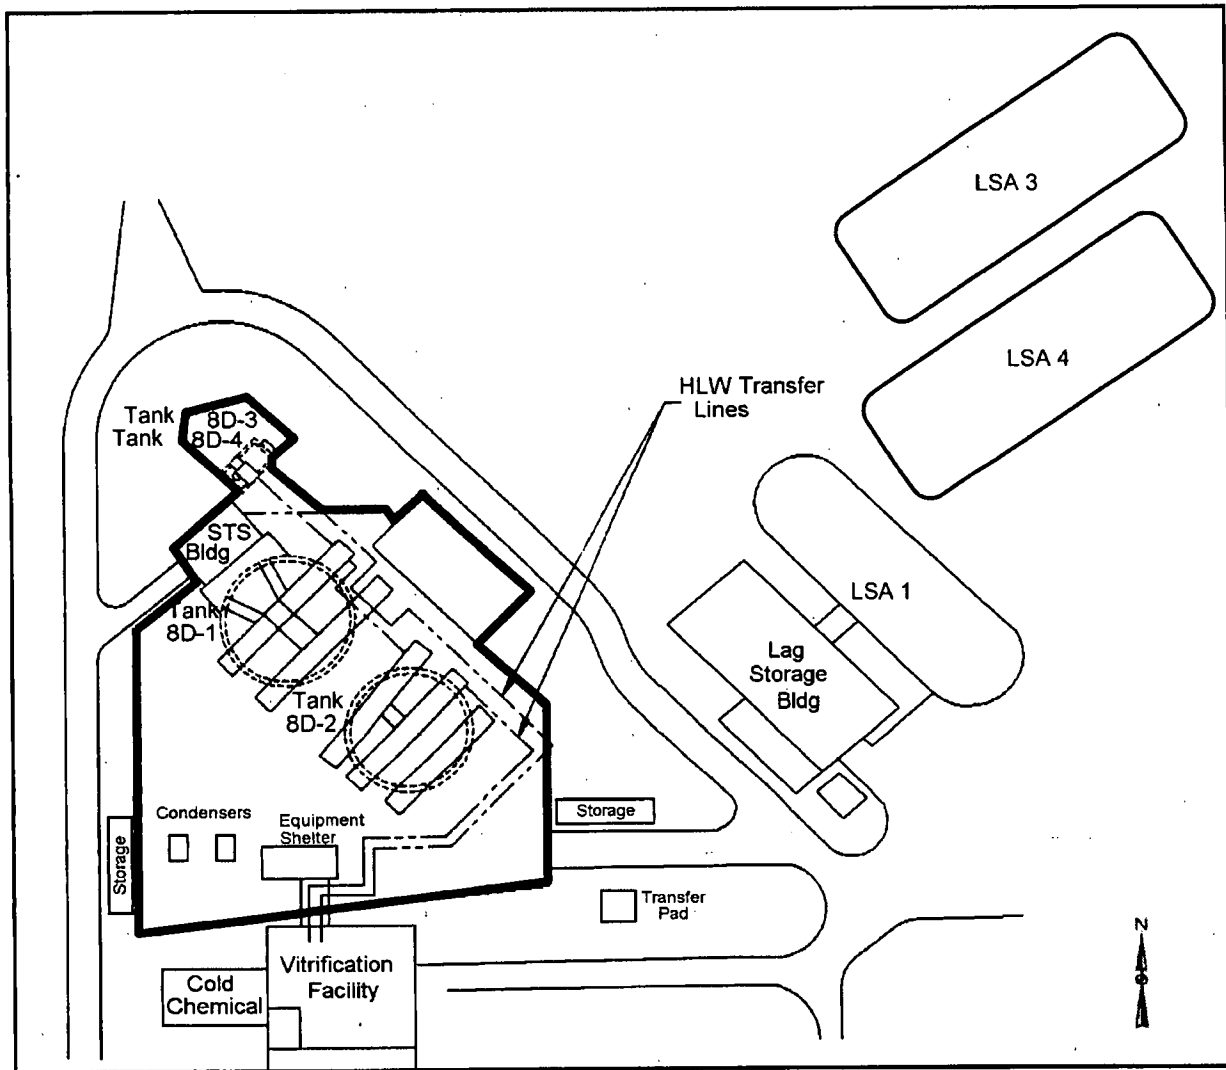 LSA 3
LSA 4
HLW Transfer
Lines
Tank 8D-3
Tank 8D-4
STS
Bldg
LSA 1
Tank
8D-1
Lag
Storage
Bldg
Tank
8D-2
Condensers
Equipment
Shelter
Storage
Storage
Transfer
Pad
Vitrification
Facility
Cold
Chemical
N